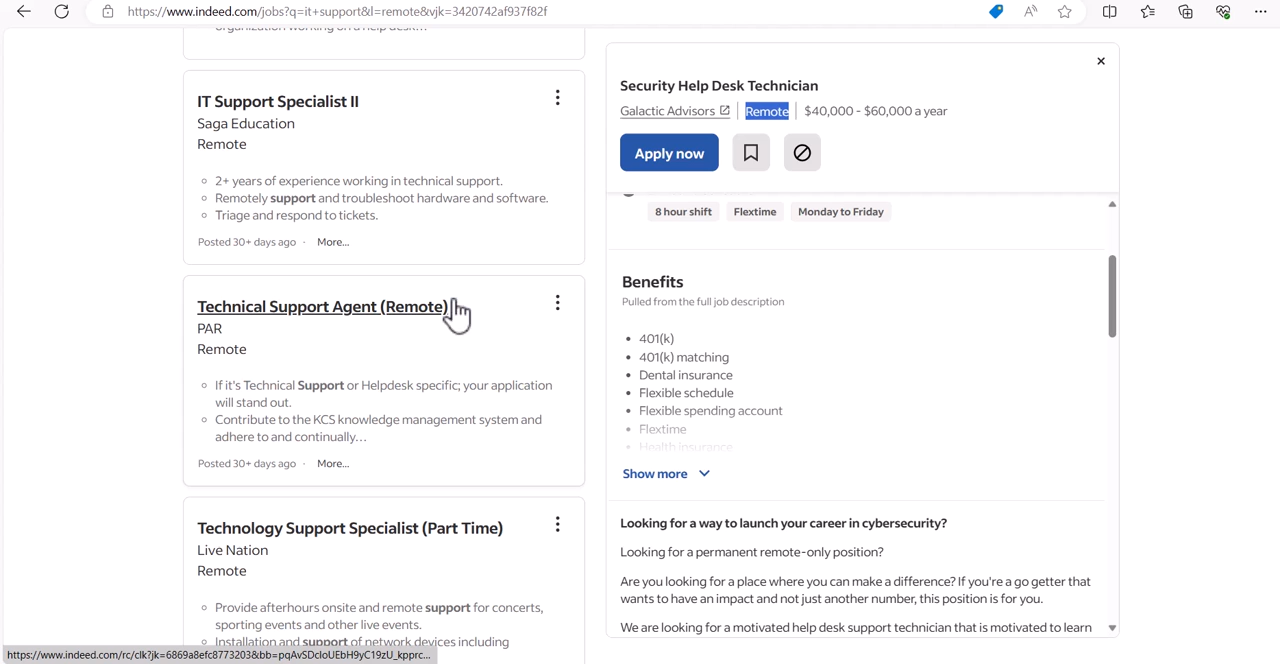 https://www.indeed.com/jobs?q=it+support&l=remote&vjk=3420742af937f82f
organization working on a help desk…
IT Support Specialist II
Saga Education
Remote
2+ years of experience working in technical support.
Remotely support and troubleshoot hardware and software.
Triage and respond to tickets.
Posted 30+ days ago · More...
Technical Support Agent (Remote)
PAR
Remote
If it's Technical Support or Helpdesk specific; your application
will stand out.
Contribute to the KCS knowledge management system and
adhere to and continually…
Posted 30+ days ago · More...
Technology Support Specialist (Part Time)
Live Nation
Remote
Provide afterhours onsite and remote support for concerts,
sporting events and other live events.
Installation and support of network devices including
https://www.indeed.com/rc/clk?jk=6869a8efc8773203&bb=pqAvSDcIoUEbH9yC19zU_kpprc...
Security Help Desk Technician
Galactic Advisors Remote $40,000 - $60,000 a year
Apply now
8 hour shift Flextime Monday to Friday
Benefits
Pulled from the full job description
401(k)
401(k) matching
Dental insurance
Flexible schedule
Flexible spending account
Flextime
Health insurance
Show more
Looking for a way to launch your career in cybersecurity?
Looking for a permanent remote-only position?
Are you looking for a place where you can make a difference? If you're a go getter that
wants to have an impact and not just another number, this position is for you.
We are looking for a motivated help desk support technician that is motivated to learn